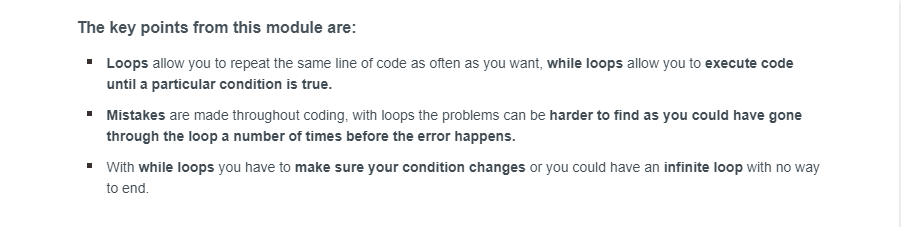 The key points from this module are:
Loops allow you to repeat the same line of code as often as you want, while loops allow you to execute code
until a particular condition is true.
Mistakes are made throughout coding, with loops the problems can be harder to find as you could have gone
through the loop a number of times before the error happens.
With while loops you have to make sure your condition changes or you could have an infinite loop with no way
to end.